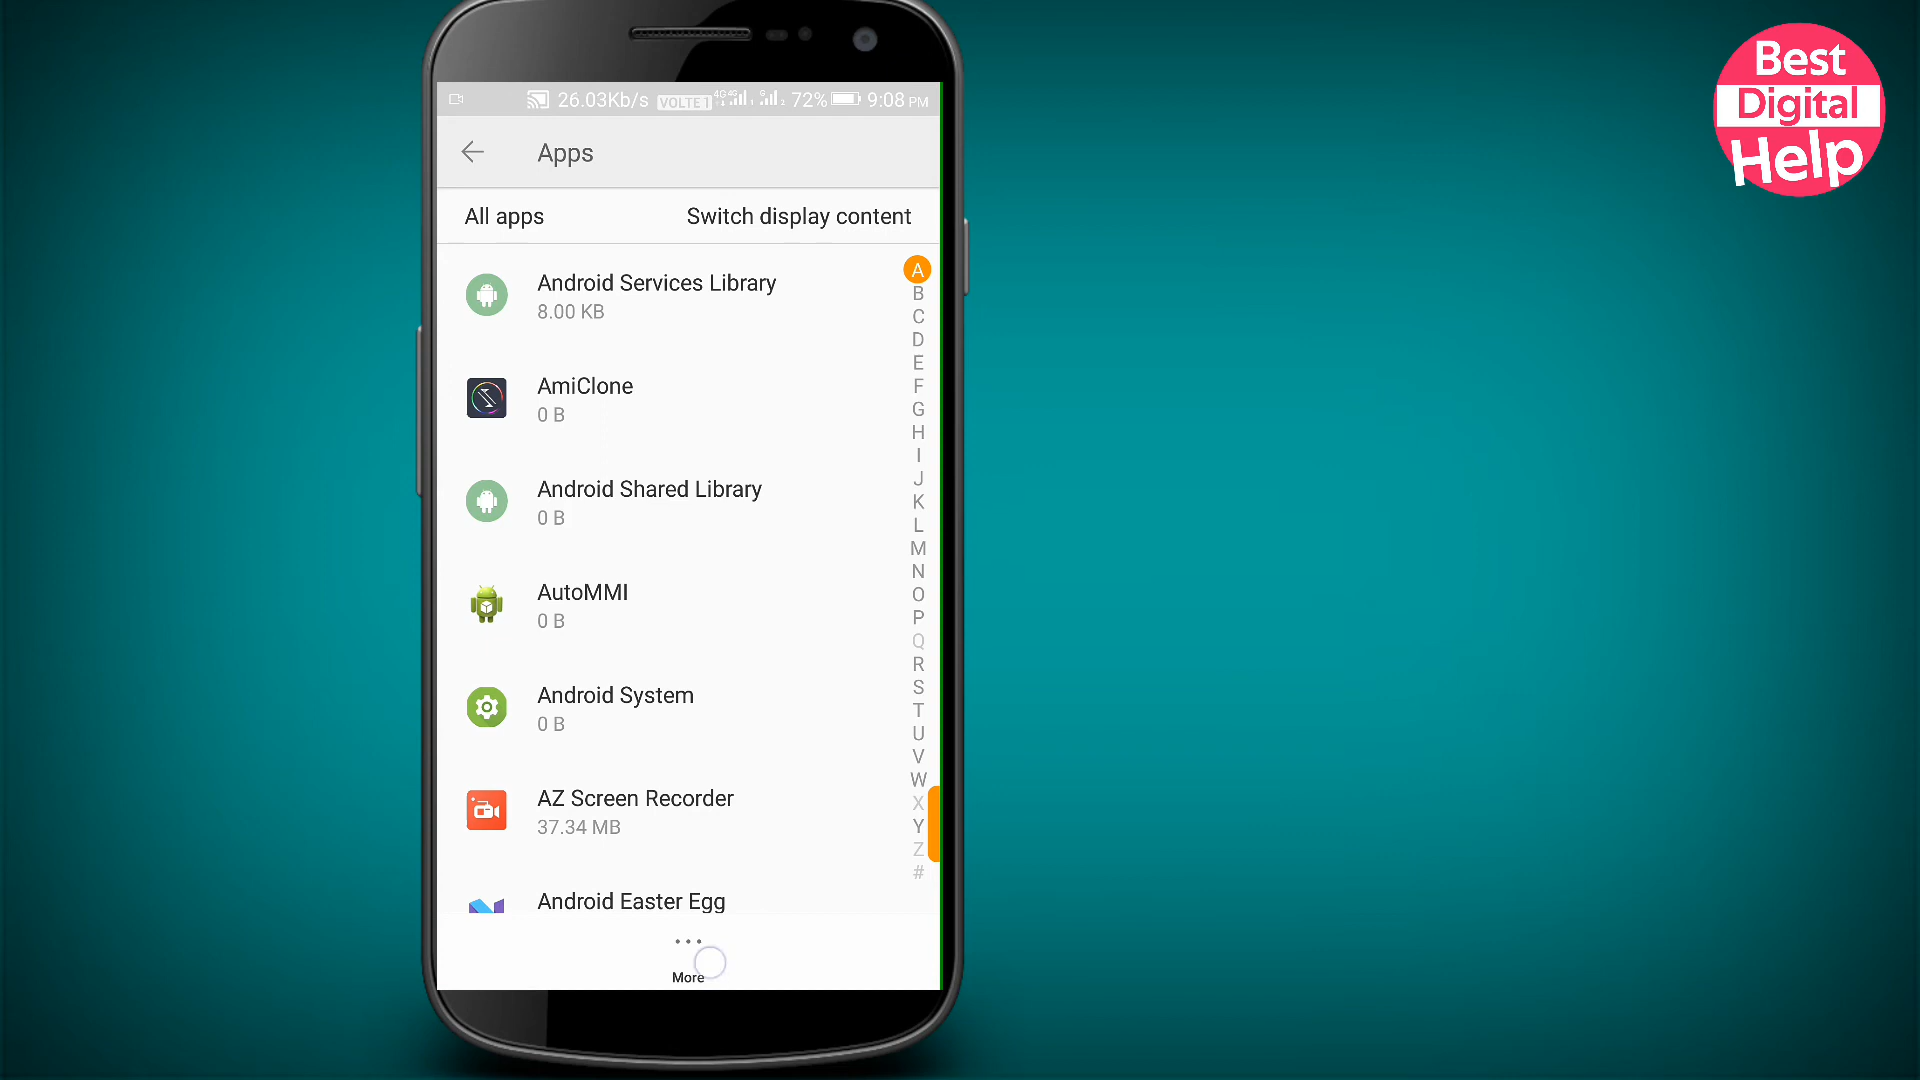 Best
Digital
Help
26.03Kb/s VOLTE 1 72% 9:08 PM
Apps
All apps Switch display content
Android Services Library
8.00 KB
AmiClone
0 B
Android Shared Library
0 B
AutoMMI
0 B
Android System
0 B
AZ Screen Recorder
37.34 MB
Android Easter Egg
A
B
C
D
E
F
G
H
I
J
K
L
M
N
O
P
Q
R
S
T
U
V
W
X
Y
Z
#
More